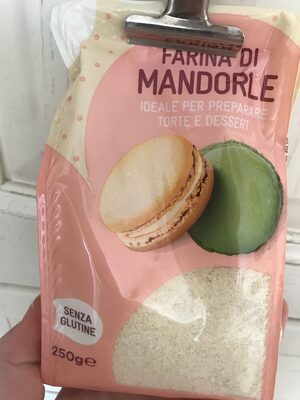 FARINA DI
MANDORLE
IDEALE PER PREPARARE
TORTE E DESSERT
SENZA
GLUTINE
250g℮